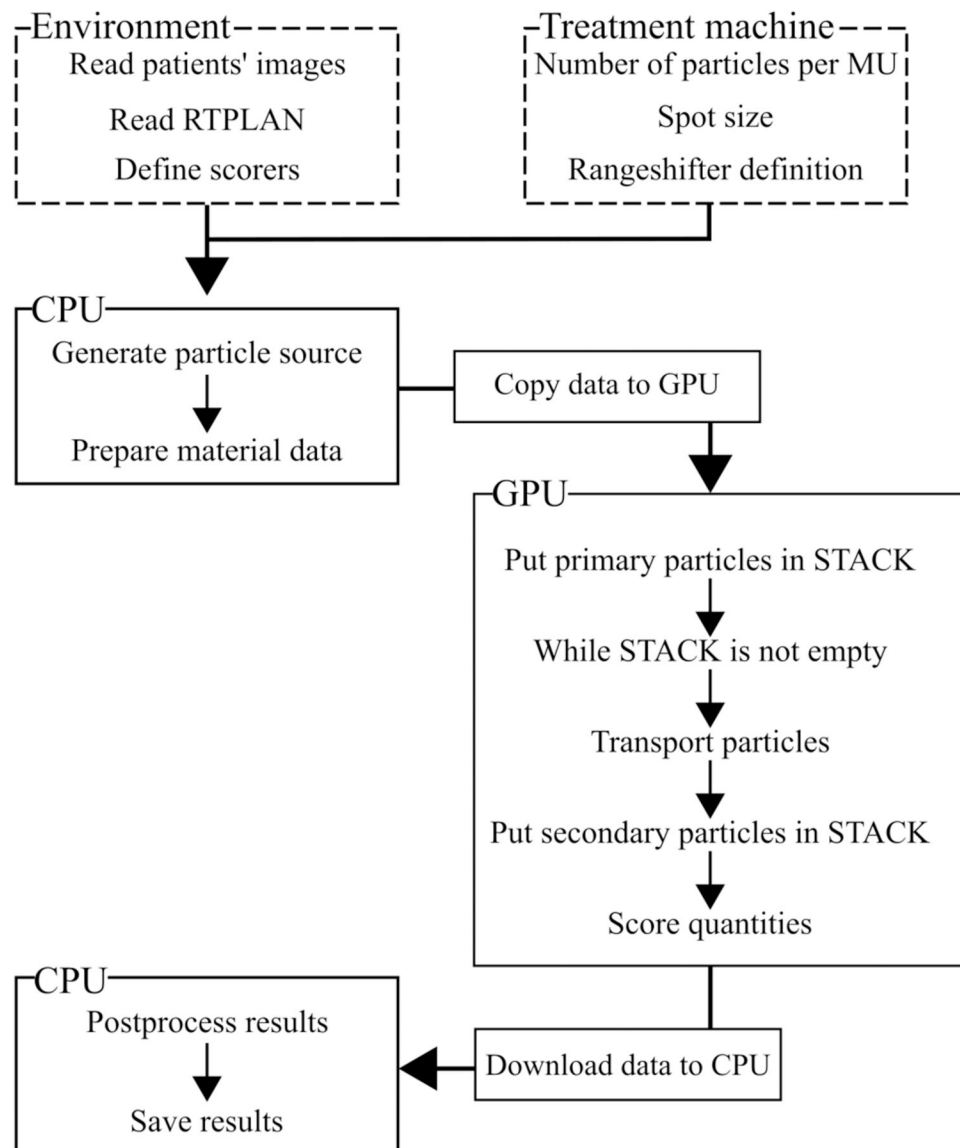 Environment
Read patients' images
Read RTPLAN
Define scorers
Treatment machine
Number of particles per MU
Spot size
Rangeshifter definition
CPU
Generate particle source
Prepare material data
Copy data to GPU
GPU
Put primary particles in STACK
While STACK is not empty
Transport particles
Put secondary particles in STACK
Score quantities
Download data to CPU
CPU
Postprocess results
Save results